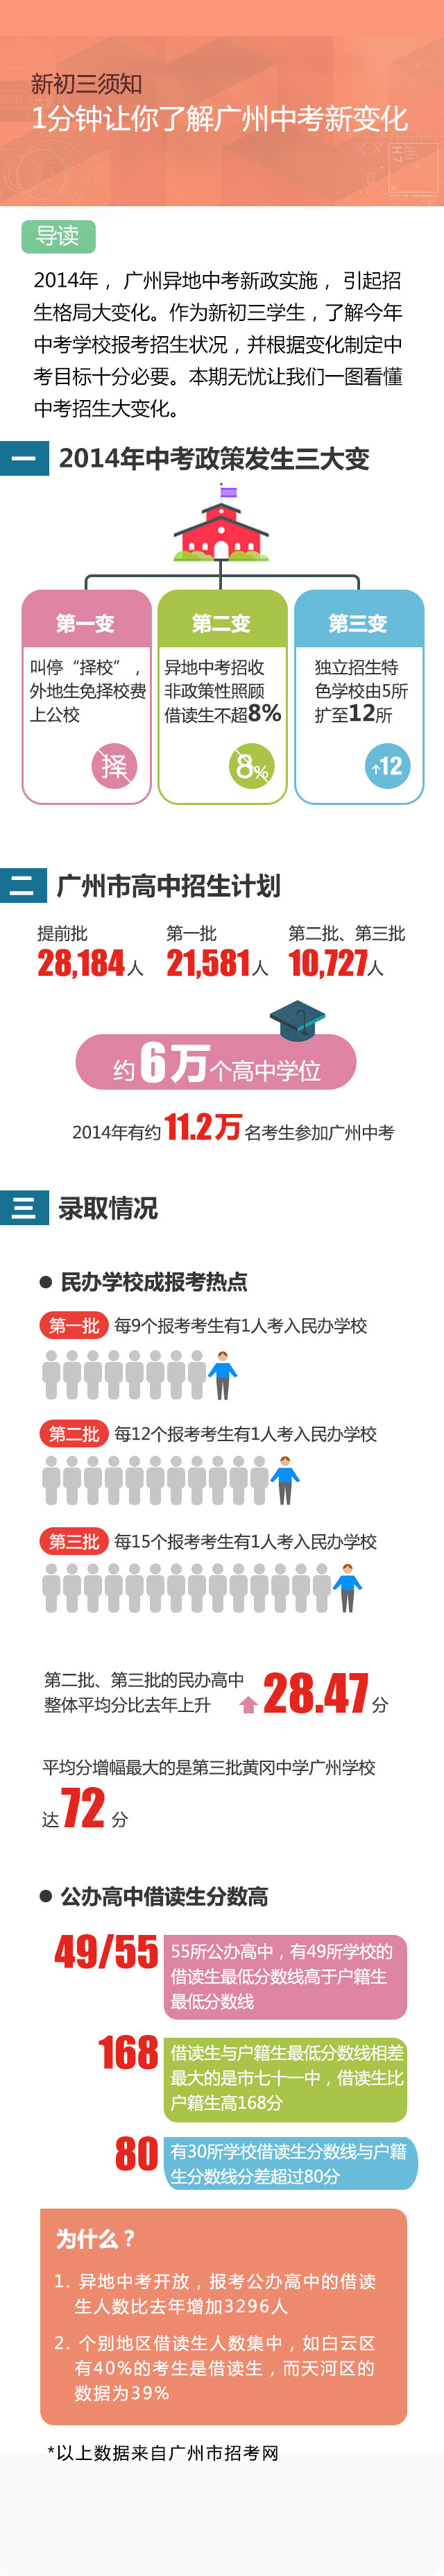 新初三须知
1分钟让你了解广州中考新变化
导读
2014年，广州异地中考新政实施，引起招
生格局大变化。作为新初三学生，了解今年
中考学校报考招生状况，并根据变化制定中
考目标十分必要。本期无忧让我们一图看懂
中考招生大变化。
一 2014年中考政策发生三大变
第一变
叫停“择校”，
外地生免择校费
上公校
择
第二变
异地中考招收
非政策性照顾
借读生不超8%
8%
第三变
独立招生特
色学校由5所
扩至12所
↑12
二 广州市高中招生计划
提前批 第一批 第二批、第三批
28,184人 21,581人 10,727人
约6万个高中学位
2014年有约11.2万名考生参加广州中考
三 录取情况
● 民办学校成报考热点
第一批 每9个报考考生有1人考入民办学校
第二批 每12个报考考生有1人考入民办学校
第三批 每15个报考考生有1人考入民办学校
第二批、第三批的民办高中
整体平均分比去年上升 28.47分
平均分增幅最大的是第三批黄冈中学广州学校
达72分
● 公办高中借读生分数高
49/55
55所公办高中，有49所学校的
借读生最低分数线高于户籍生
最低分数线
168
借读生与户籍生最低分数线相差
最大的是市七十一中，借读生比
户籍生高168分
80
有30所学校借读生分数线与户籍
生分数线分差超过80分
为什么？
1. 异地中考开放，报考公办高中的借读
生人数比去年增加3296人
2. 个别地区借读生人数集中，如白云区
有40%的考生是借读生，而天河区的
数据为39%
*以上数据来自广州市招考网